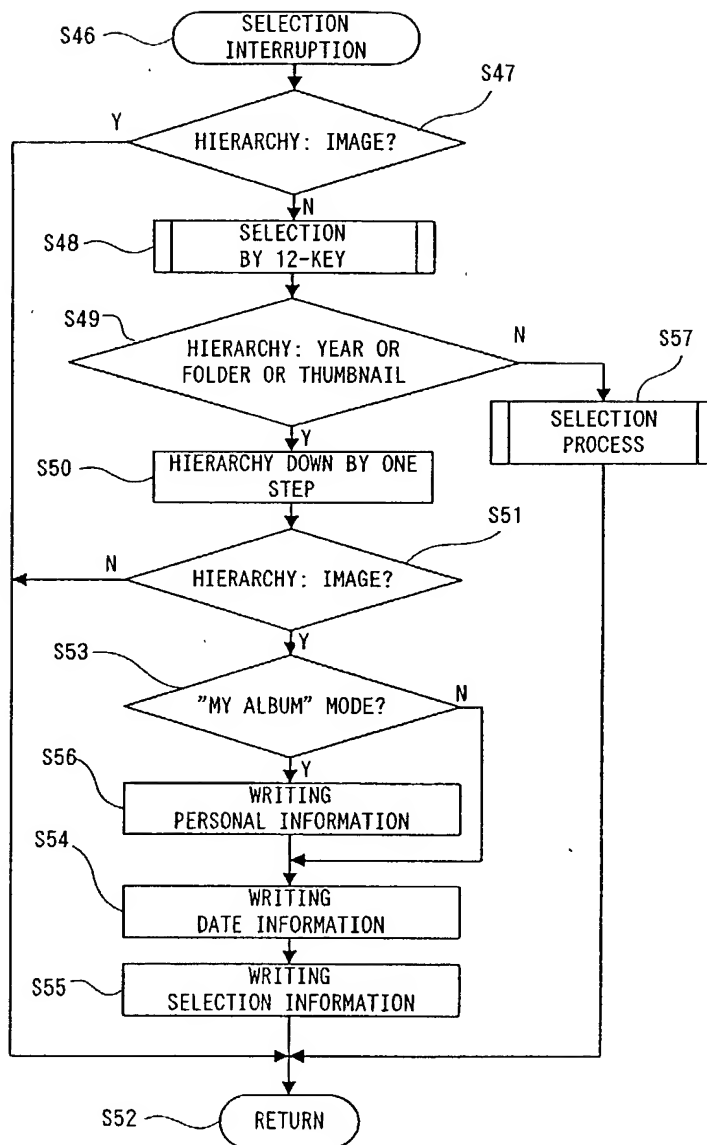 S46
SELECTION
INTERRUPTION
S47
Y
HIERARCHY: IMAGE?
N
S48
SELECTION
BY 12-KEY
S49
HIERARCHY: YEAR OR
FOLDER OR THUMBNAIL
N
S57
SELECTION
PROCESS
Y
S50
HIERARCHY DOWN BY ONE
STEP
S51
N
HIERARCHY: IMAGE?
Y
S53
"MY ALBUM" MODE?
N
Y
S56
WRITING
PERSONAL INFORMATION
S54
WRITING
DATE INFORMATION
S55
WRITING
SELECTION INFORMATION
S52
RETURN